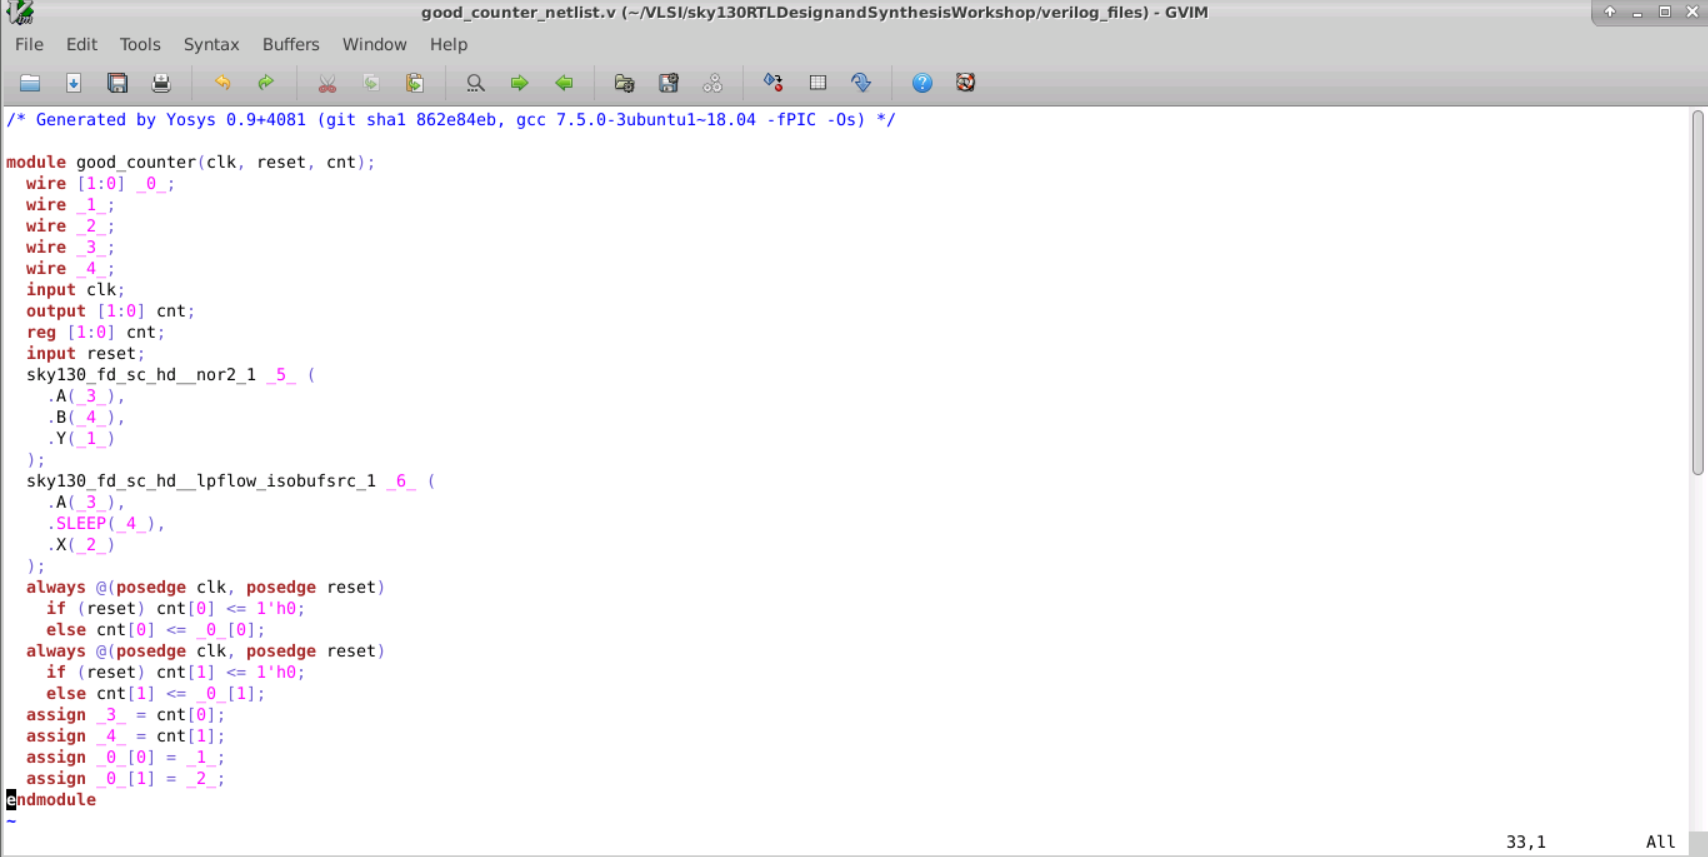 good_counter_netlist.v (~/VLSI/sky130RTLDesignandSynthesisWorkshop/verilog_files) - GVIM
File Edit Tools Syntax Buffers Window Help
/* Generated by Yosys 0.9+4081 (git sha1 862e84eb, gcc 7.5.0-3ubuntu1~18.04 -fPIC -Os) */
module good_counter(clk, reset, cnt);
  wire [1:0] _0_;
  wire _1_;
  wire _2_;
  wire _3_;
  wire _4_;
  input clk;
  output [1:0] cnt;
  reg [1:0] cnt;
  input reset;
  sky130_fd_sc_hd__nor2_1 _5_ (
    .A(_3_),
    .B(_4_),
    .Y(_1_)
  );
  sky130_fd_sc_hd__lpflow_isobufsrc_1 _6_ (
    .A(_3_),
    .SLEEP(_4_),
    .X(_2_)
  );
  always @(posedge clk, posedge reset)
    if (reset) cnt[0] <= 1'h0;
    else cnt[0] <= _0_[0];
  always @(posedge clk, posedge reset)
    if (reset) cnt[1] <= 1'h0;
    else cnt[1] <= _0_[1];
  assign _3_ = cnt[0];
  assign _4_ = cnt[1];
  assign _0_[0] = _1_;
  assign _0_[1] = _2_;
endmodule
~
33,1 All